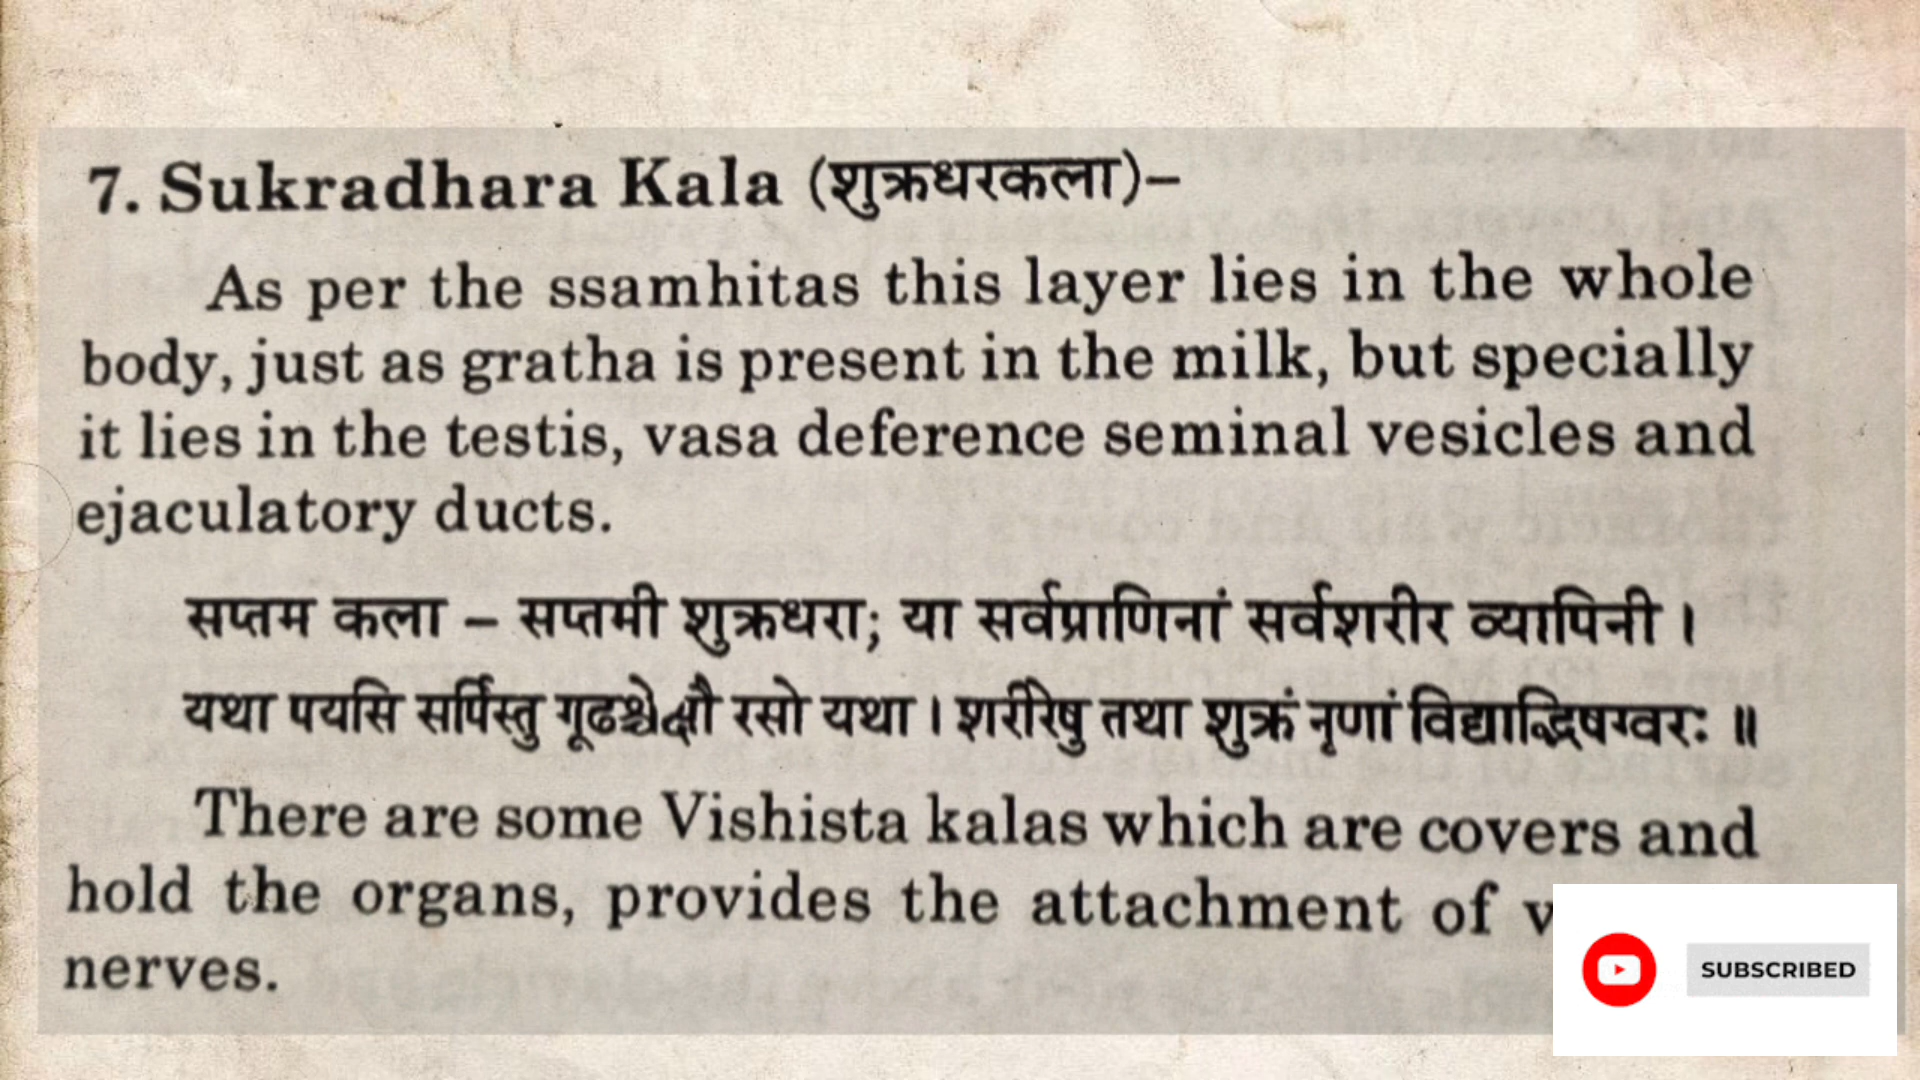 7. Sukradhara Kala (शुक्रधरकला)–
As per the ssamhitas this layer lies in the whole
body, just as gratha is present in the milk, but specially
it lies in the testis, vasa deference seminal vesicles and
ejaculatory ducts.
सप्तम कला – सप्तमी शुक्रधरा; या सर्वप्राणिनां सर्वशरीर व्यापिनी ।
यथा पयसि सर्पिस्तु गूढश्चेक्षौ रसो यथा । शरीरेषु तथा शुक्रं नृणां विद्याद्भिषग्वरः ॥
There are some Vishista kalas which are covers and
hold the organs, provides the attachment of
nerves.
SUBSCRIBED